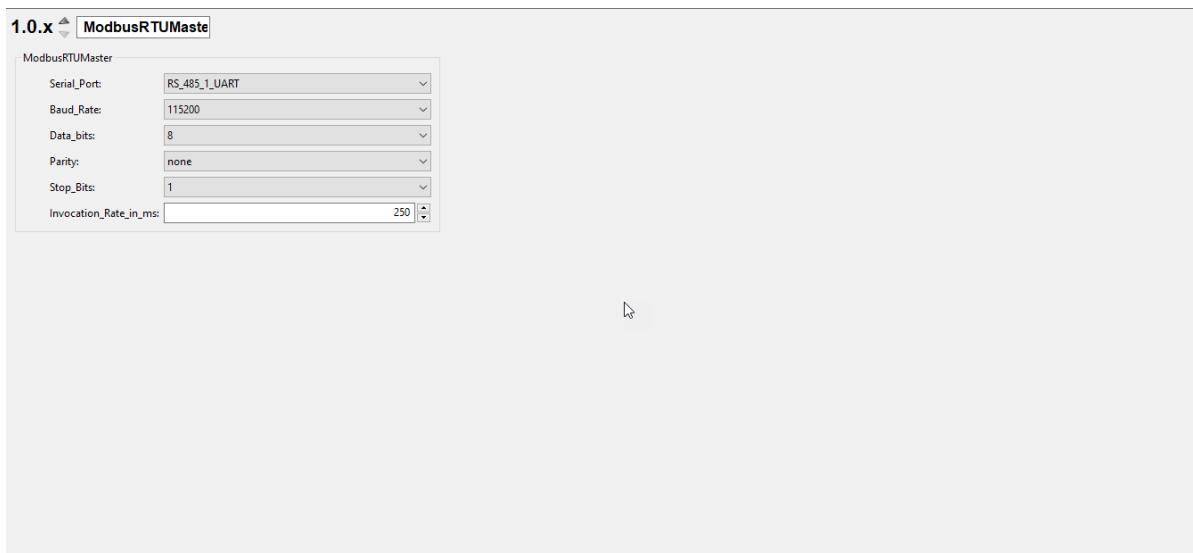 1.0.x ModbusRTUMaste
ModbusRTUMaster
Serial_Port: RS_485_1_UART
Baud_Rate: 115200
Data_bits: 8
Parity: none
Stop_Bits: 1
Invocation_Rate_in_ms: 250